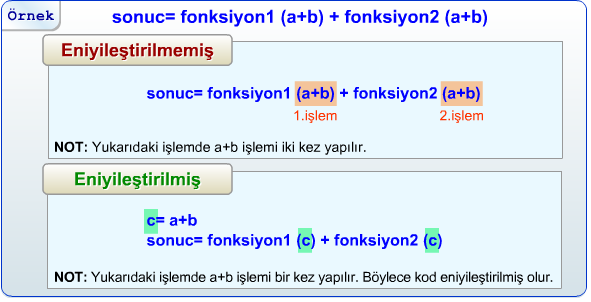 Örnek
sonuc= fonksiyon1 (a+b) + fonksiyon2 (a+b)
Eniyileştirilmemiş
sonuc= fonksiyon1 (a+b) + fonksiyon2 (a+b)
1.işlem 2.işlem
NOT: Yukarıdaki işlemde a+b işlemi iki kez yapılır.
Eniyileştirilmiş
c= a+b
sonuc= fonksiyon1 (c) + fonksiyon2 (c)
NOT: Yukarıdaki işlemde a+b işlemi bir kez yapılır. Böylece kod eniyileştirilmiş olur.